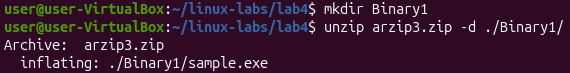 user@user-VirtualBox:~/linux-labs/lab4$ mkdir Binary1
user@user-VirtualBox:~/linux-labs/lab4$ unzip arzip3.zip -d ./Binary1/
Archive:  arzip3.zip
  inflating: ./Binary1/sample.exe